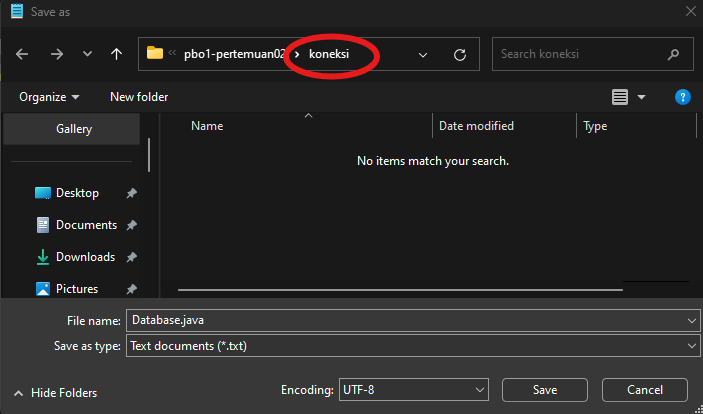 Save as
pbo1-pertemuan02 koneksi
Search koneksi
Organize
New folder
?
Gallery
Name
Date modified
Type
No items match your search.
Desktop
Documents
Downloads
Pictures
File name: Database.java
Save as type: Text documents (*.txt)
Hide Folders
Encoding: UTF-8
Save
Cancel